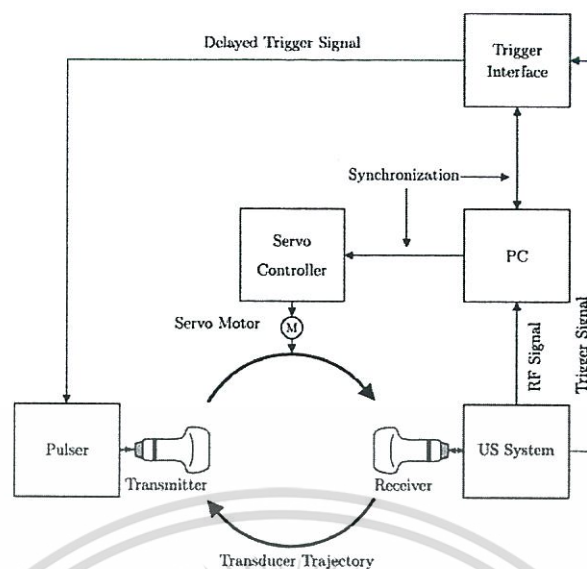 Delayed Trigger Signal
Trigger
Interface
Synchronization
Servo
Controller
PC
Servo Motor
M
RF Signal
Trigger Signal
Pulser
US System
Transmitter
Receiver
Transducer Trajectory